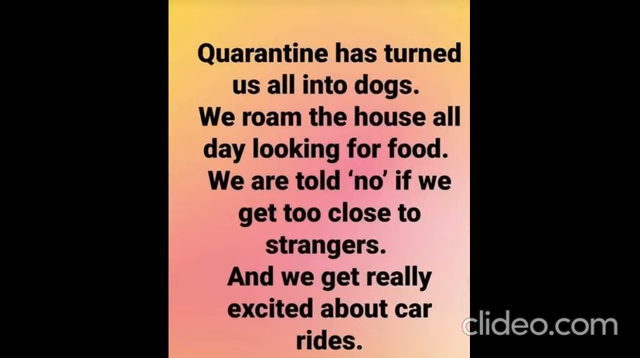 Quarantine has turned
us all into dogs.
We roam the house all
day looking for food.
We are told ‘no’ if we
get too close to
strangers.
And we get really
excited about car
rides.
clideo.com